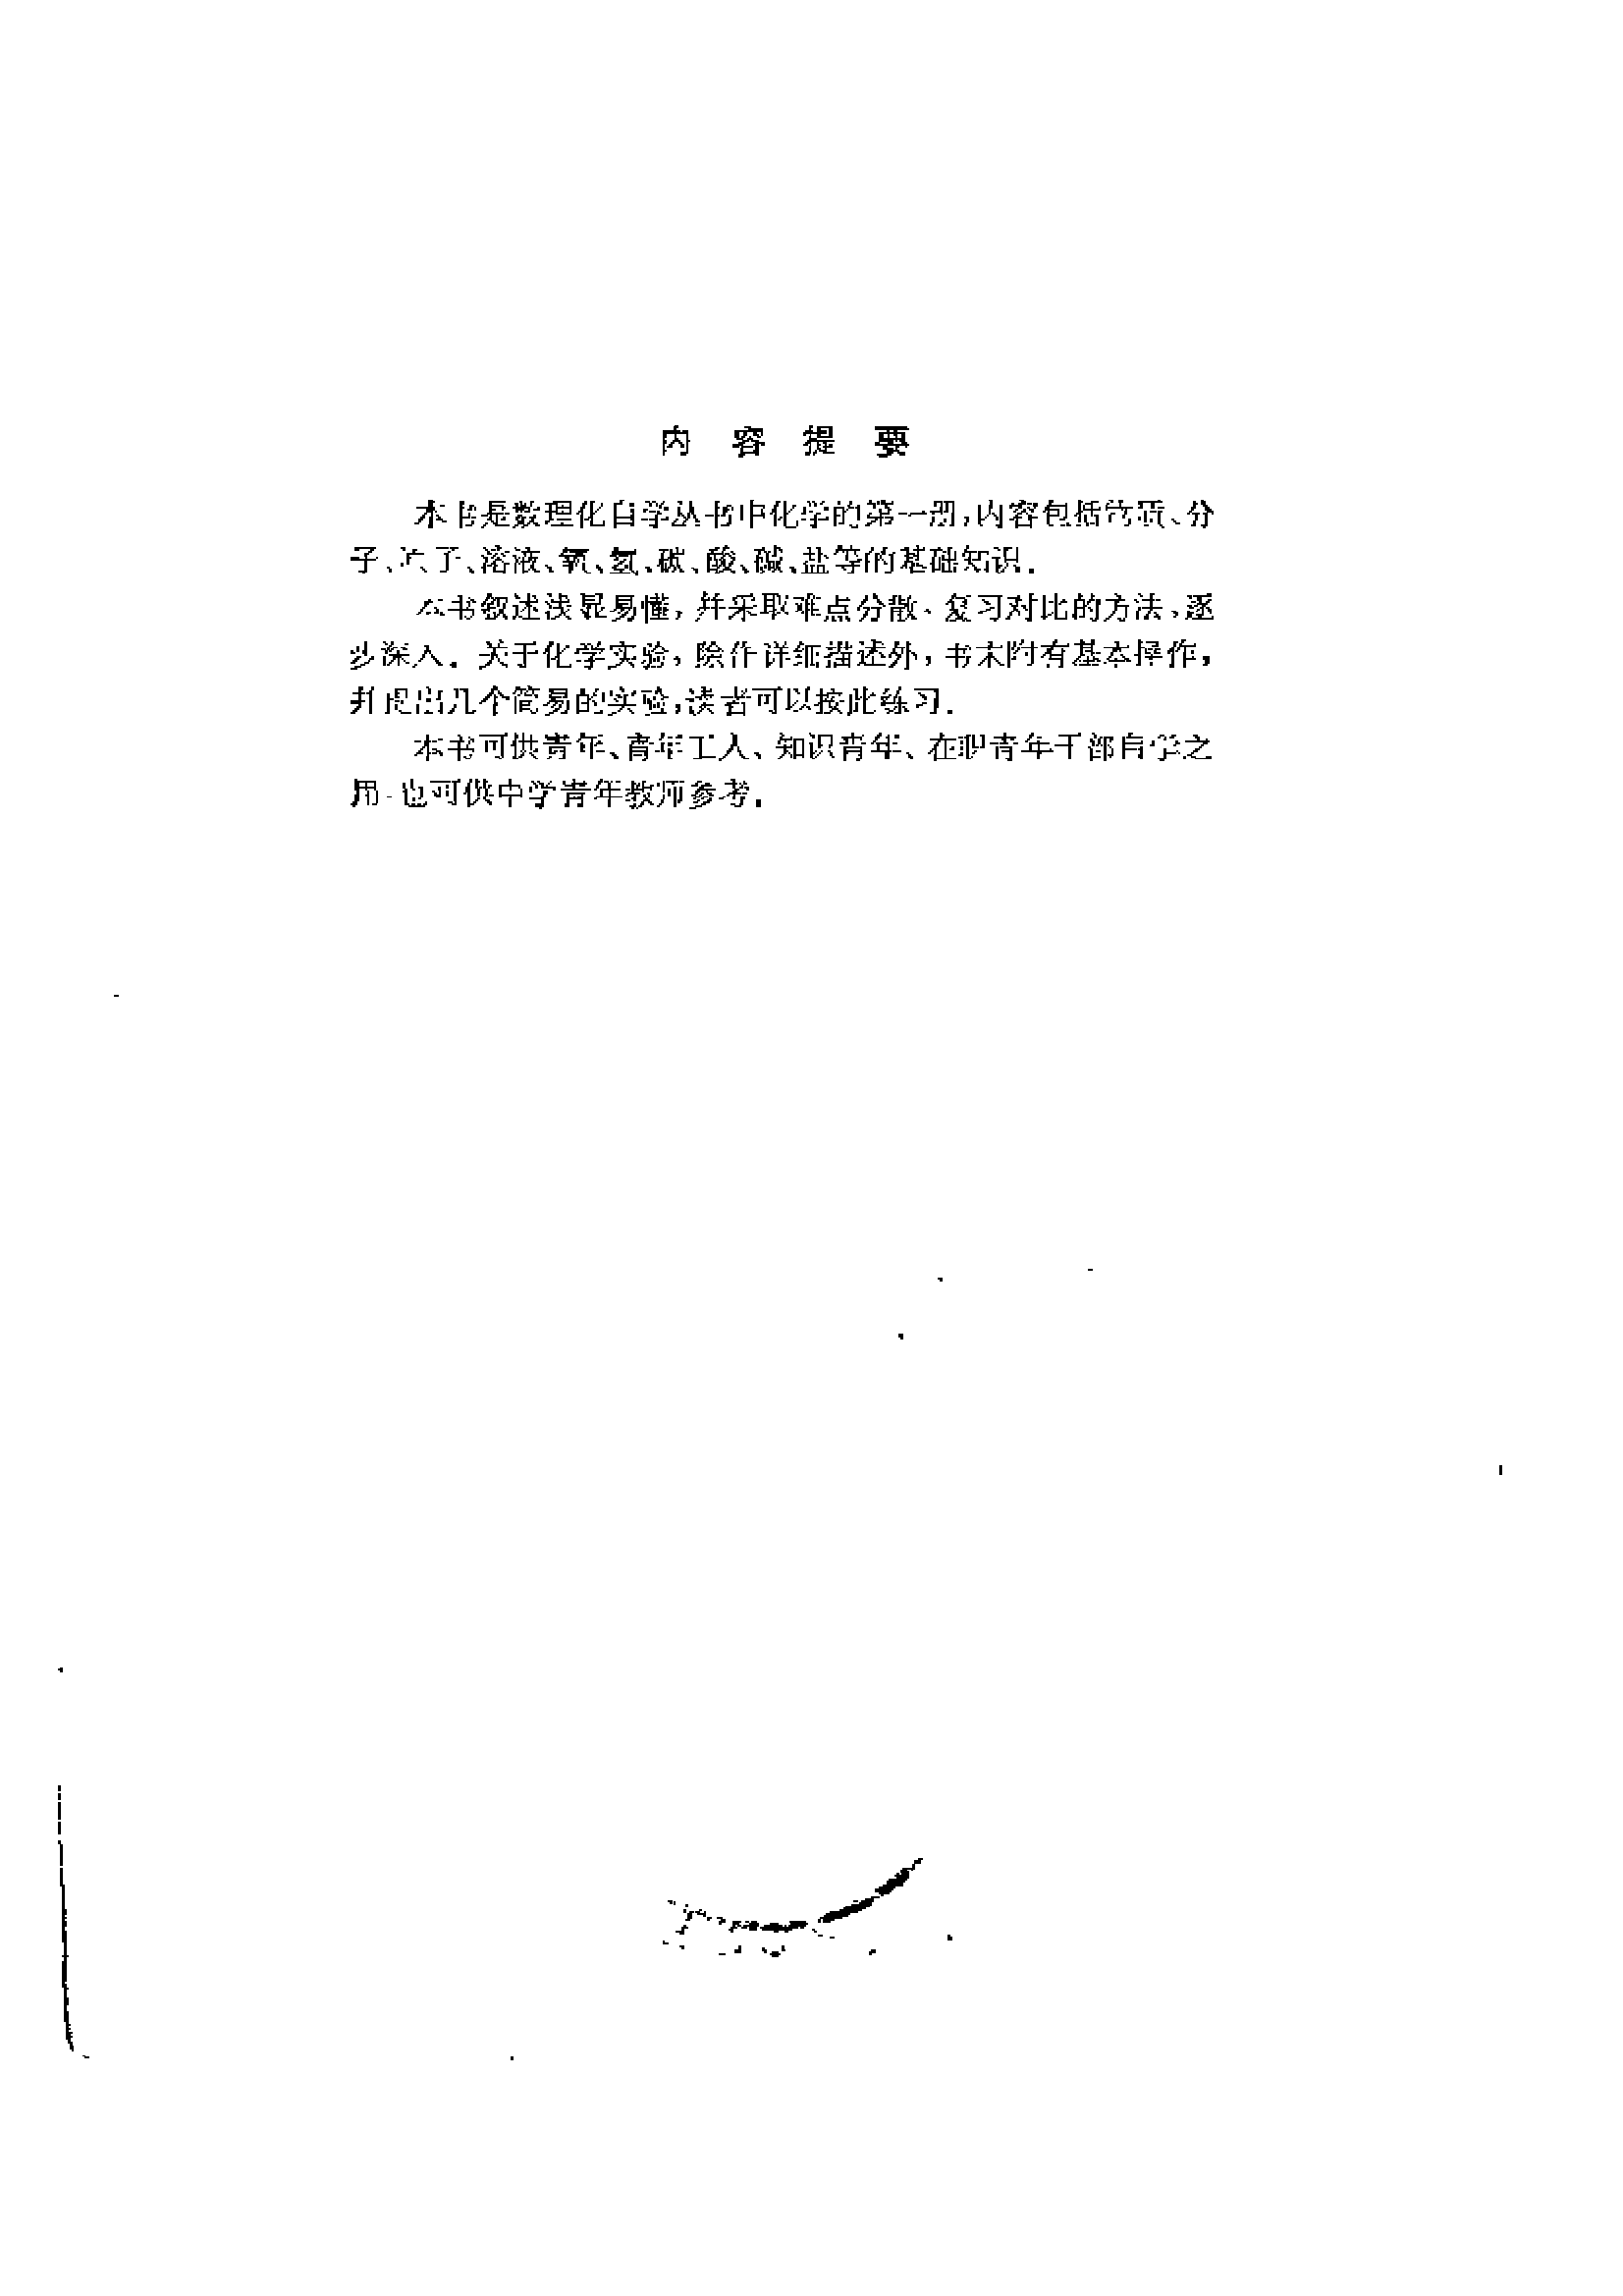 内容提要
本书是数理化自学丛书中化学的第一册,内容包括物质、分
子、原子、溶液、氧、氢、碳、酸、碱、盐等的基础知识.
本书叙述浅显易懂,并采取难点分散、复习对比的方法,逐
步深入.关于化学实验,除作详细描述外,书末附有基本操作,
并提出几个简易的实验,读者可以按此练习.
本书可供青年、青年工人、知识青年、在职青年干部自学之
用,也可供中学青年教师参考.